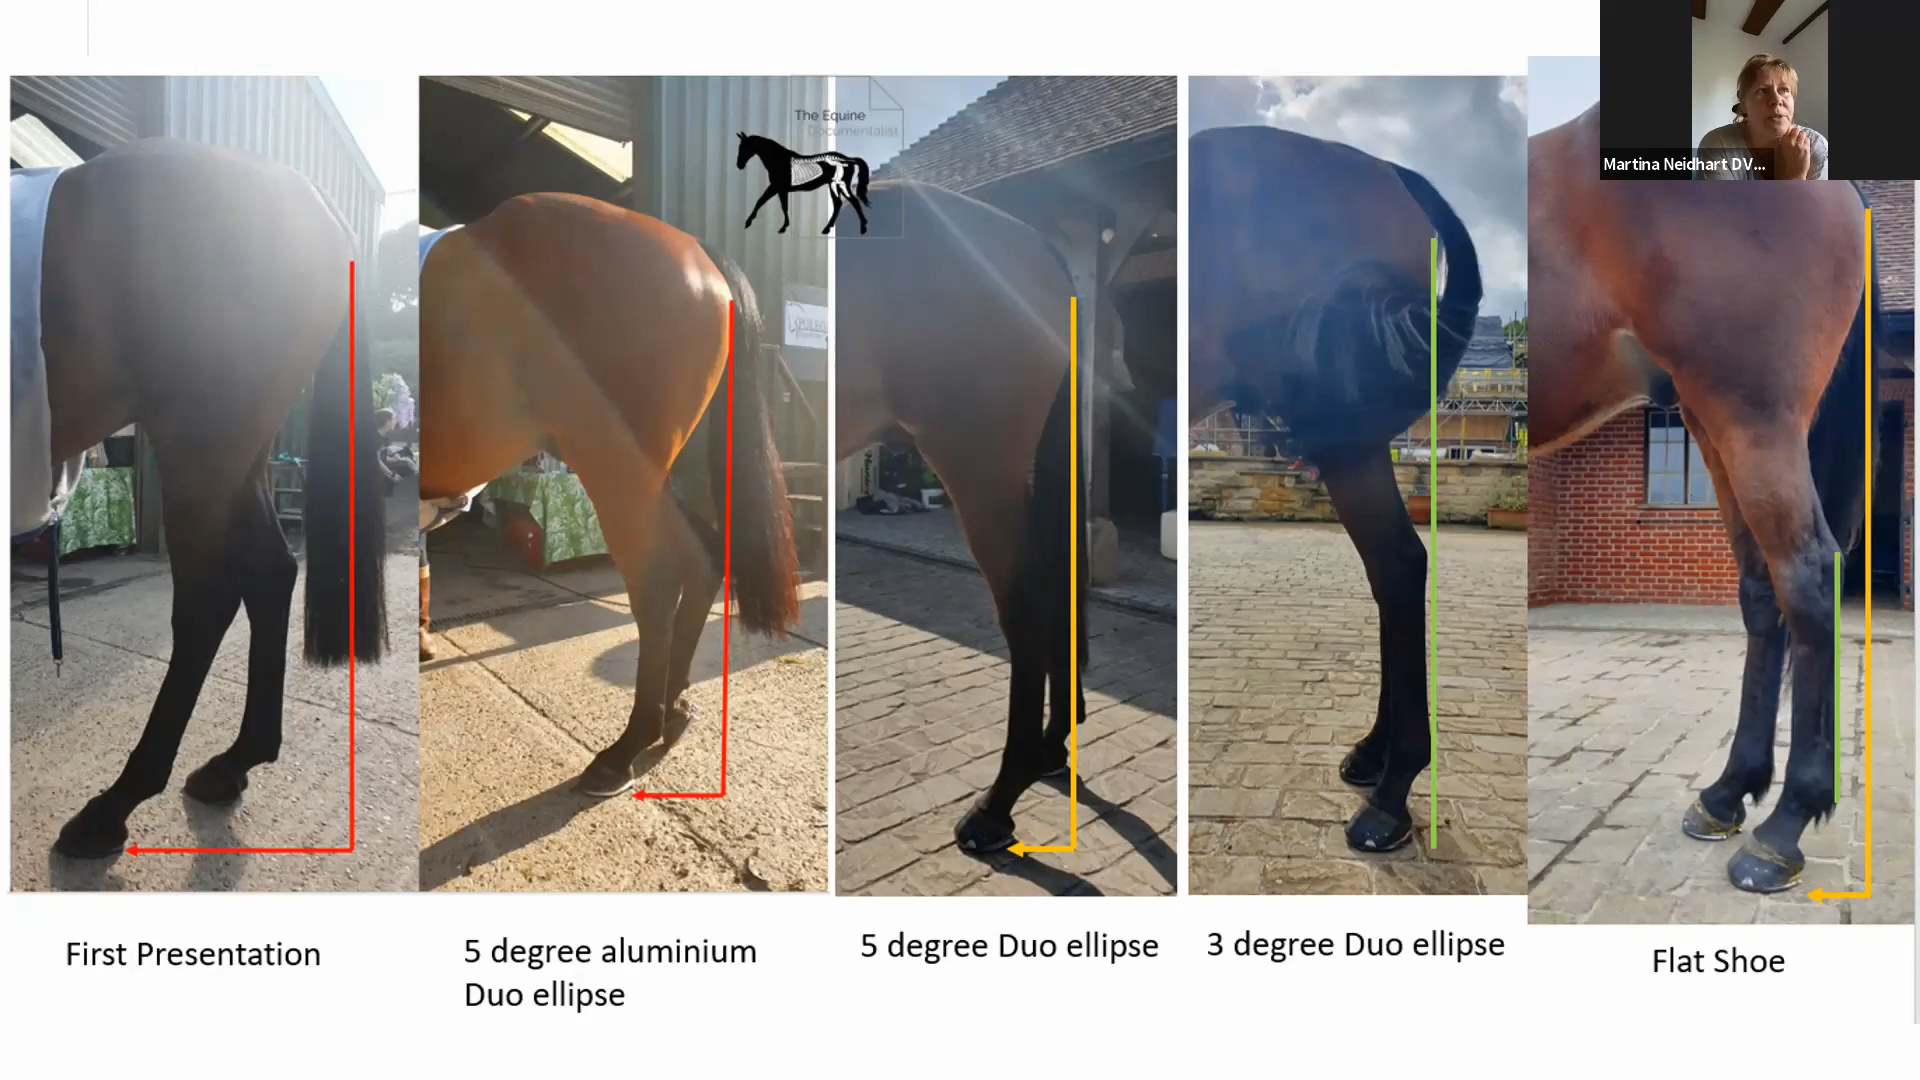 The Equine
Documentalist
Martina Neidhart DV...
First Presentation
5 degree aluminium
Duo ellipse
5 degree Duo ellipse
3 degree Duo ellipse
Flat Shoe